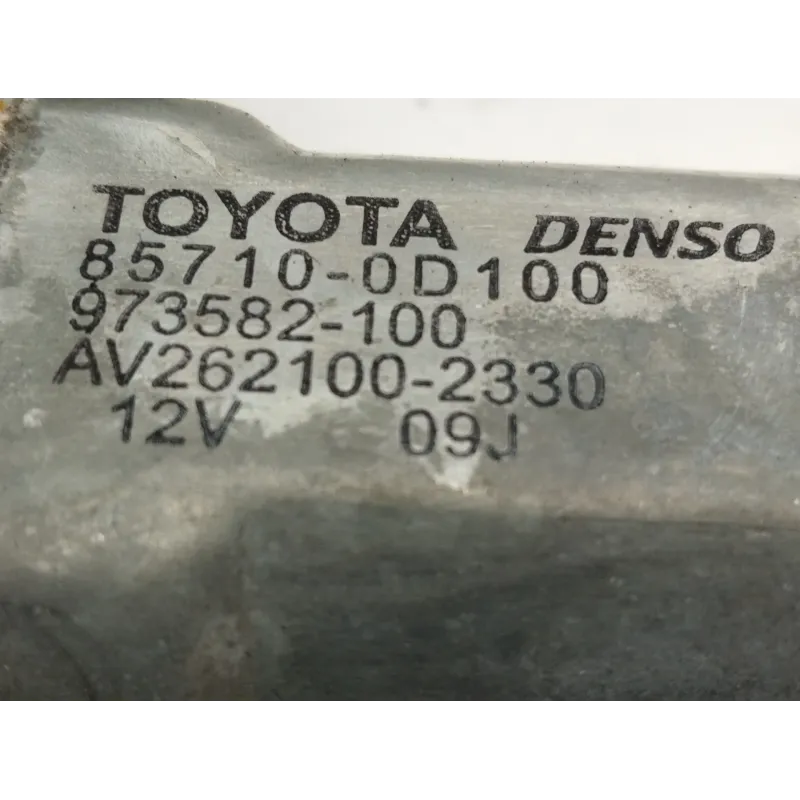 TOYOTA DENSO
85710-0D100
973582-100
AV262100-2330
12V 09J